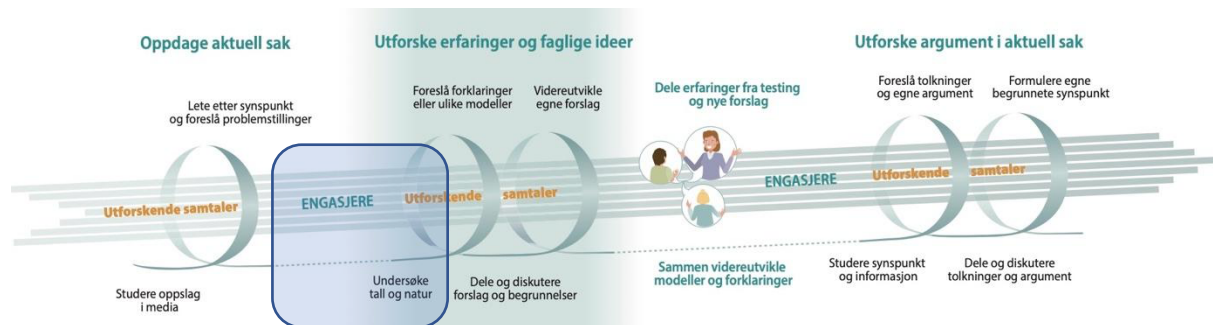 Oppdage aktuell sak
Utforske erfaringer og faglige ideer
Utforske argument i aktuell sak
Lete etter synspunkt
og foreslå problemstillinger
Foreslå forklaringer
eller ulike modeller
Videreutvikle
egne forslag
Dele erfaringer fra testing
og nye forslag
Foreslå tolkninger
og egne argument
Formulere egne
begrunnete synspunkt
Utforskende samtaler
ENGASJERE
Utforskende samtaler
ENGASJERE
Utforskende samtaler
Studere oppslag
i media
Undersøke
tall og natur
Dele og diskutere
forslag og begrunnelser
Sammen videreutvikle
modeller og forklaringer
Studere synspunkt
og informasjon
Dele og diskutere
tolkninger og argument